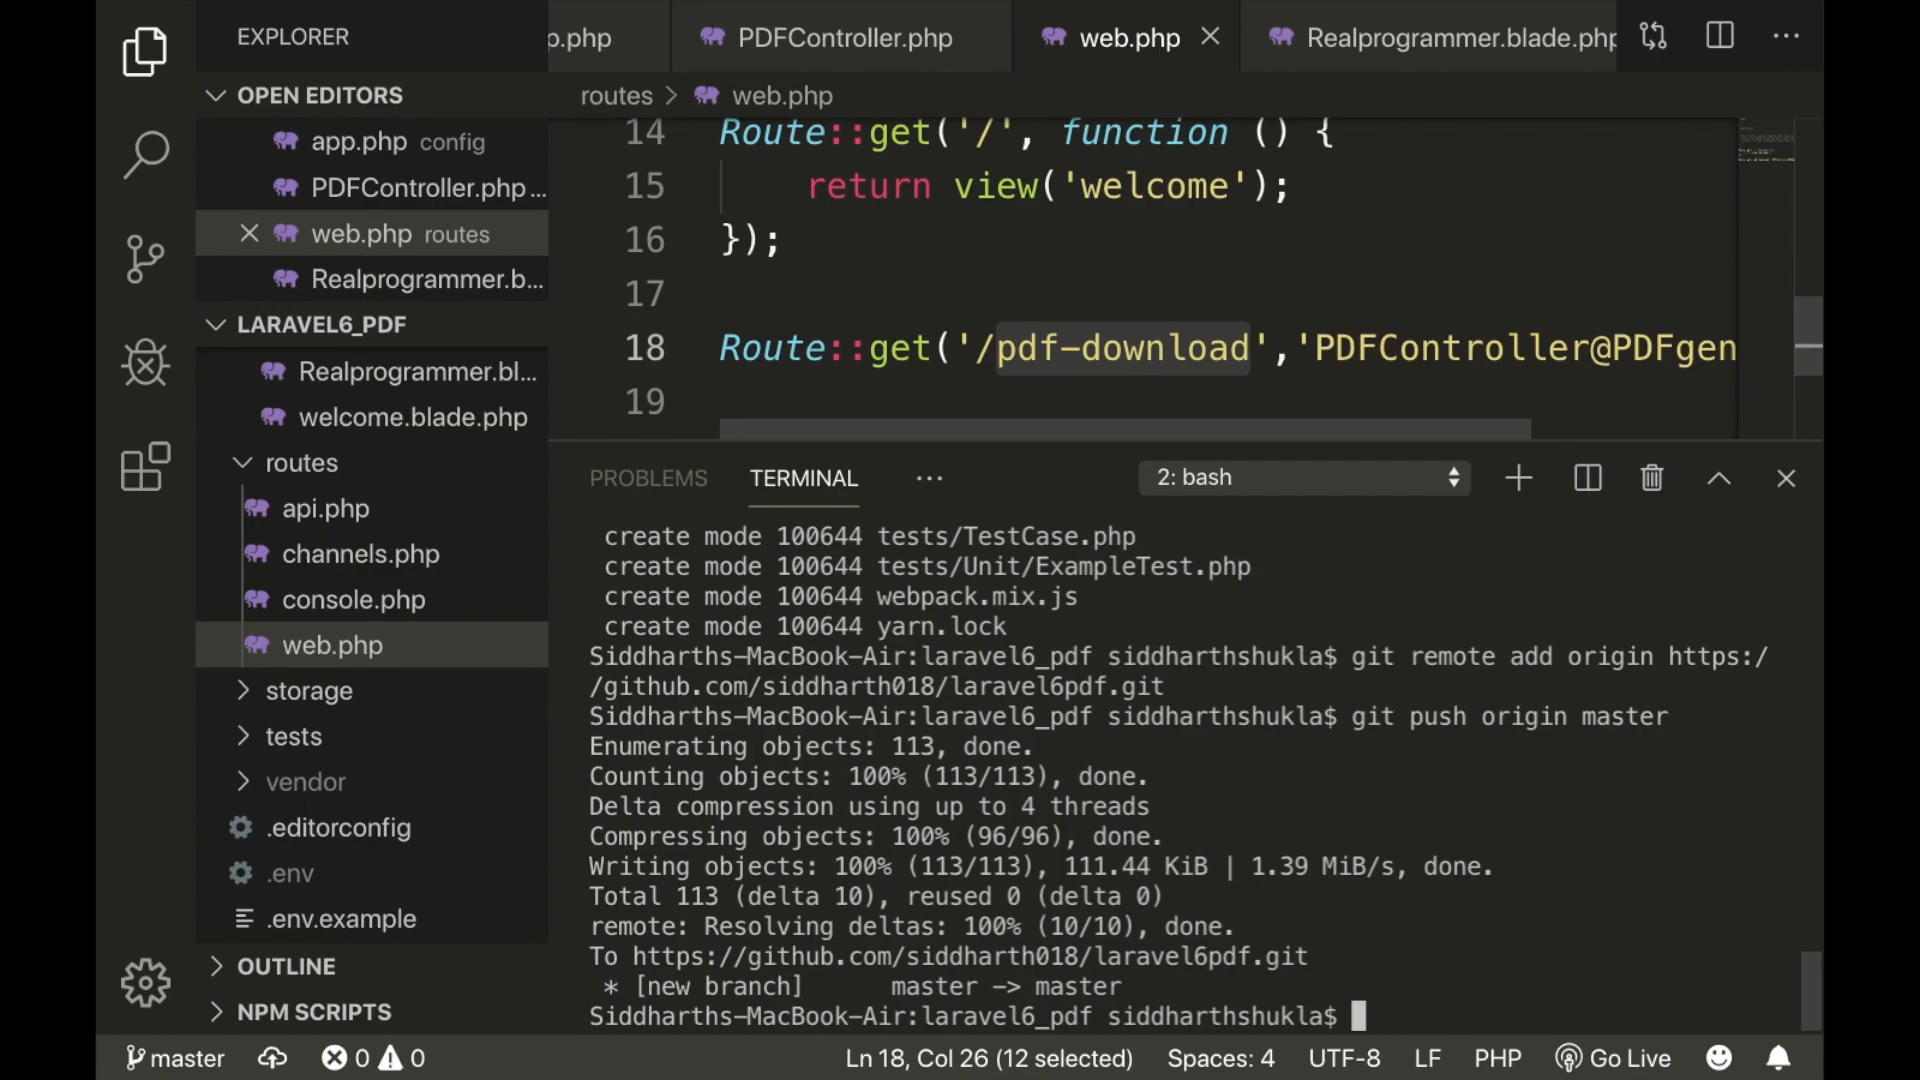 EXPLORER
OPEN EDITORS
app.php config
PDFController.php ...
web.php routes
Realprogrammer.b...
LARAVEL6_PDF
Realprogrammer.bl...
welcome.blade.php
routes
api.php
channels.php
console.php
web.php
storage
tests
vendor
.editorconfig
.env
.env.example
OUTLINE
NPM SCRIPTS
p.php PDFController.php web.php Realprogrammer.blade.php
routes > web.php
14 Route::get('/', function () {
15 return view('welcome');
16 });
17
18 Route::get('/pdf-download','PDFController@PDFgen
19
PROBLEMS TERMINAL ... 2: bash
create mode 100644 tests/TestCase.php
create mode 100644 tests/Unit/ExampleTest.php
create mode 100644 webpack.mix.js
create mode 100644 yarn.lock
Siddharths-MacBook-Air:laravel6_pdf siddharthshukla$ git remote add origin https:/
/github.com/siddharth018/laravel6pdf.git
Siddharths-MacBook-Air:laravel6_pdf siddharthshukla$ git push origin master
Enumerating objects: 113, done.
Counting objects: 100% (113/113), done.
Delta compression using up to 4 threads
Compressing objects: 100% (96/96), done.
Writing objects: 100% (113/113), 111.44 KiB | 1.39 MiB/s, done.
Total 113 (delta 10), reused 0 (delta 0)
remote: Resolving deltas: 100% (10/10), done.
To https://github.com/siddharth018/laravel6pdf.git
* [new branch] master -> master
Siddharths-MacBook-Air:laravel6_pdf siddharthshukla$
master 0 0 Ln 18, Col 26 (12 selected) Spaces: 4 UTF-8 LF PHP Go Live